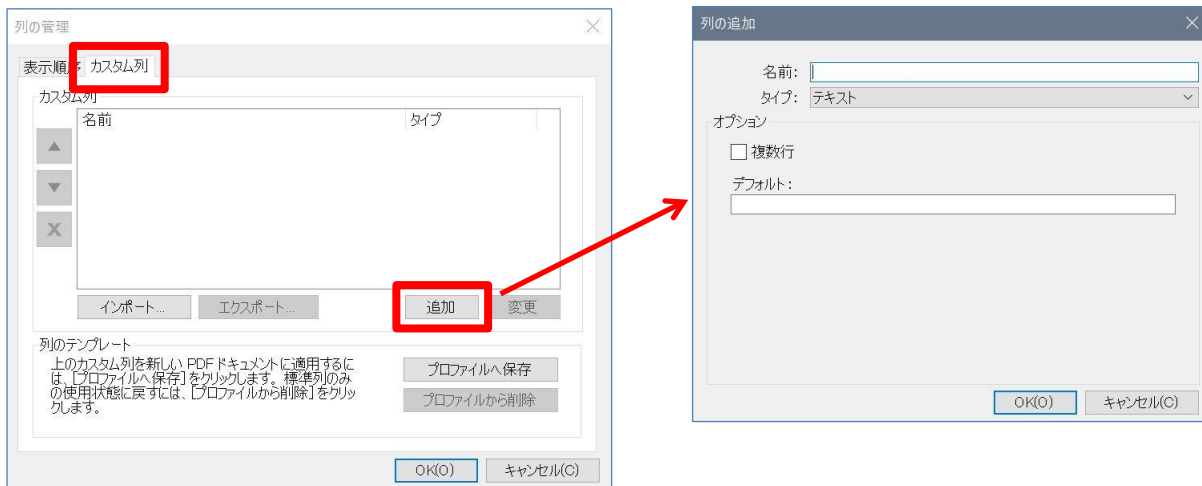 列の管理
表示順序 カスタム列
カスタム列
名前 タイプ
インポート... エクスポート... 追加 変更
列のテンプレート
上のカスタム列を新しい PDF ドキュメントに適用するに
は、[プロファイルへ保存] をクリックします。標準列のみ
の使用状態に戻すには、[プロファイルから削除] をクリッ
クします。
プロファイルへ保存
プロファイルから削除
OK(O) キャンセル(C)
列の追加
名前:
タイプ: テキスト
オプション
複数行
デフォルト:
OK(O) キャンセル(C)